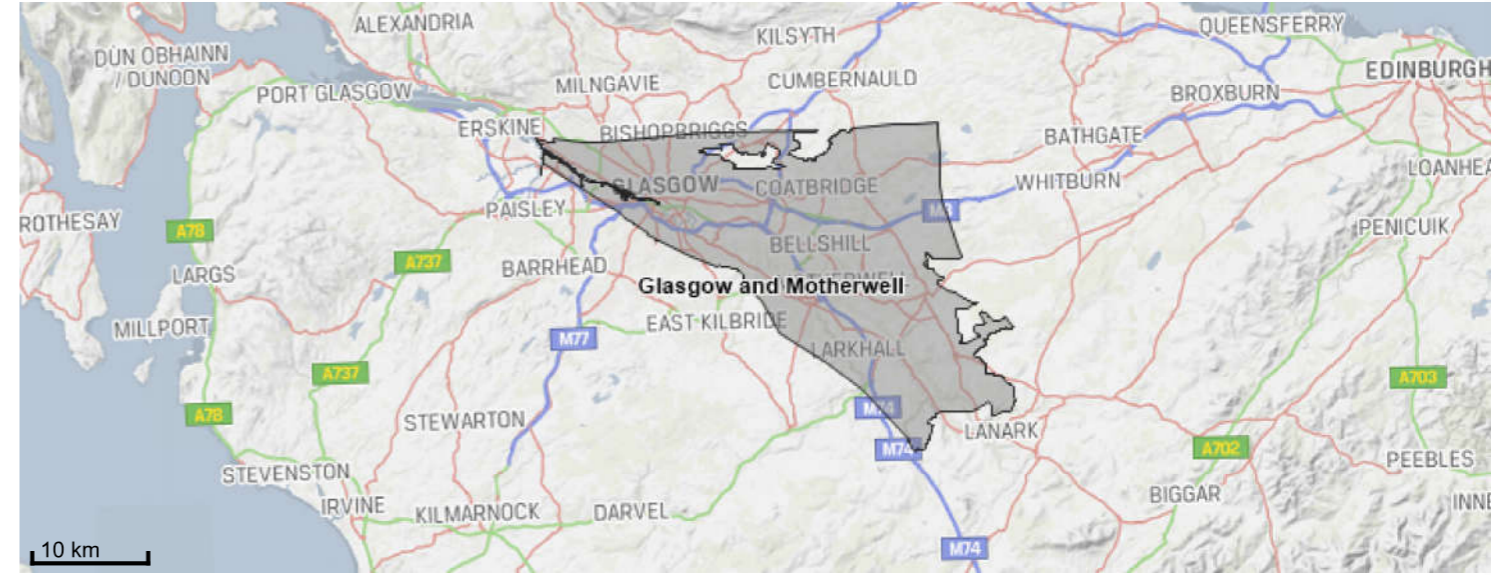 ALEXANDRIA
QUEENSFERRY
KILSYTH
DÙN OBHAINN
/ DUNOON
EDINBURGH
MILNGAVIE
CUMBERNAULD
PORT GLASGOW
BROXBURN
ERSKINE
BISHOPBRIGGS
BATHGATE
LOANHEA
GLASGOW
COATBRIDGE
WHITBURN
PAISLEY
ROTHESAY
A78
M8
PENICUIK
BELLSHILL
A737
BARRHEAD
LARGS
THERWELL
Glasgow and Motherwell
MILLPORT
EAST KILBRIDE
M77
LARKHALL
A737
A703
A78
M74
STEWARTON
LANARK
M74
A702
PEEBLES
STEVENSTON
BIGGAR
INNE
IRVINE
KILMARNOCK
DARVEL
10 km
M74